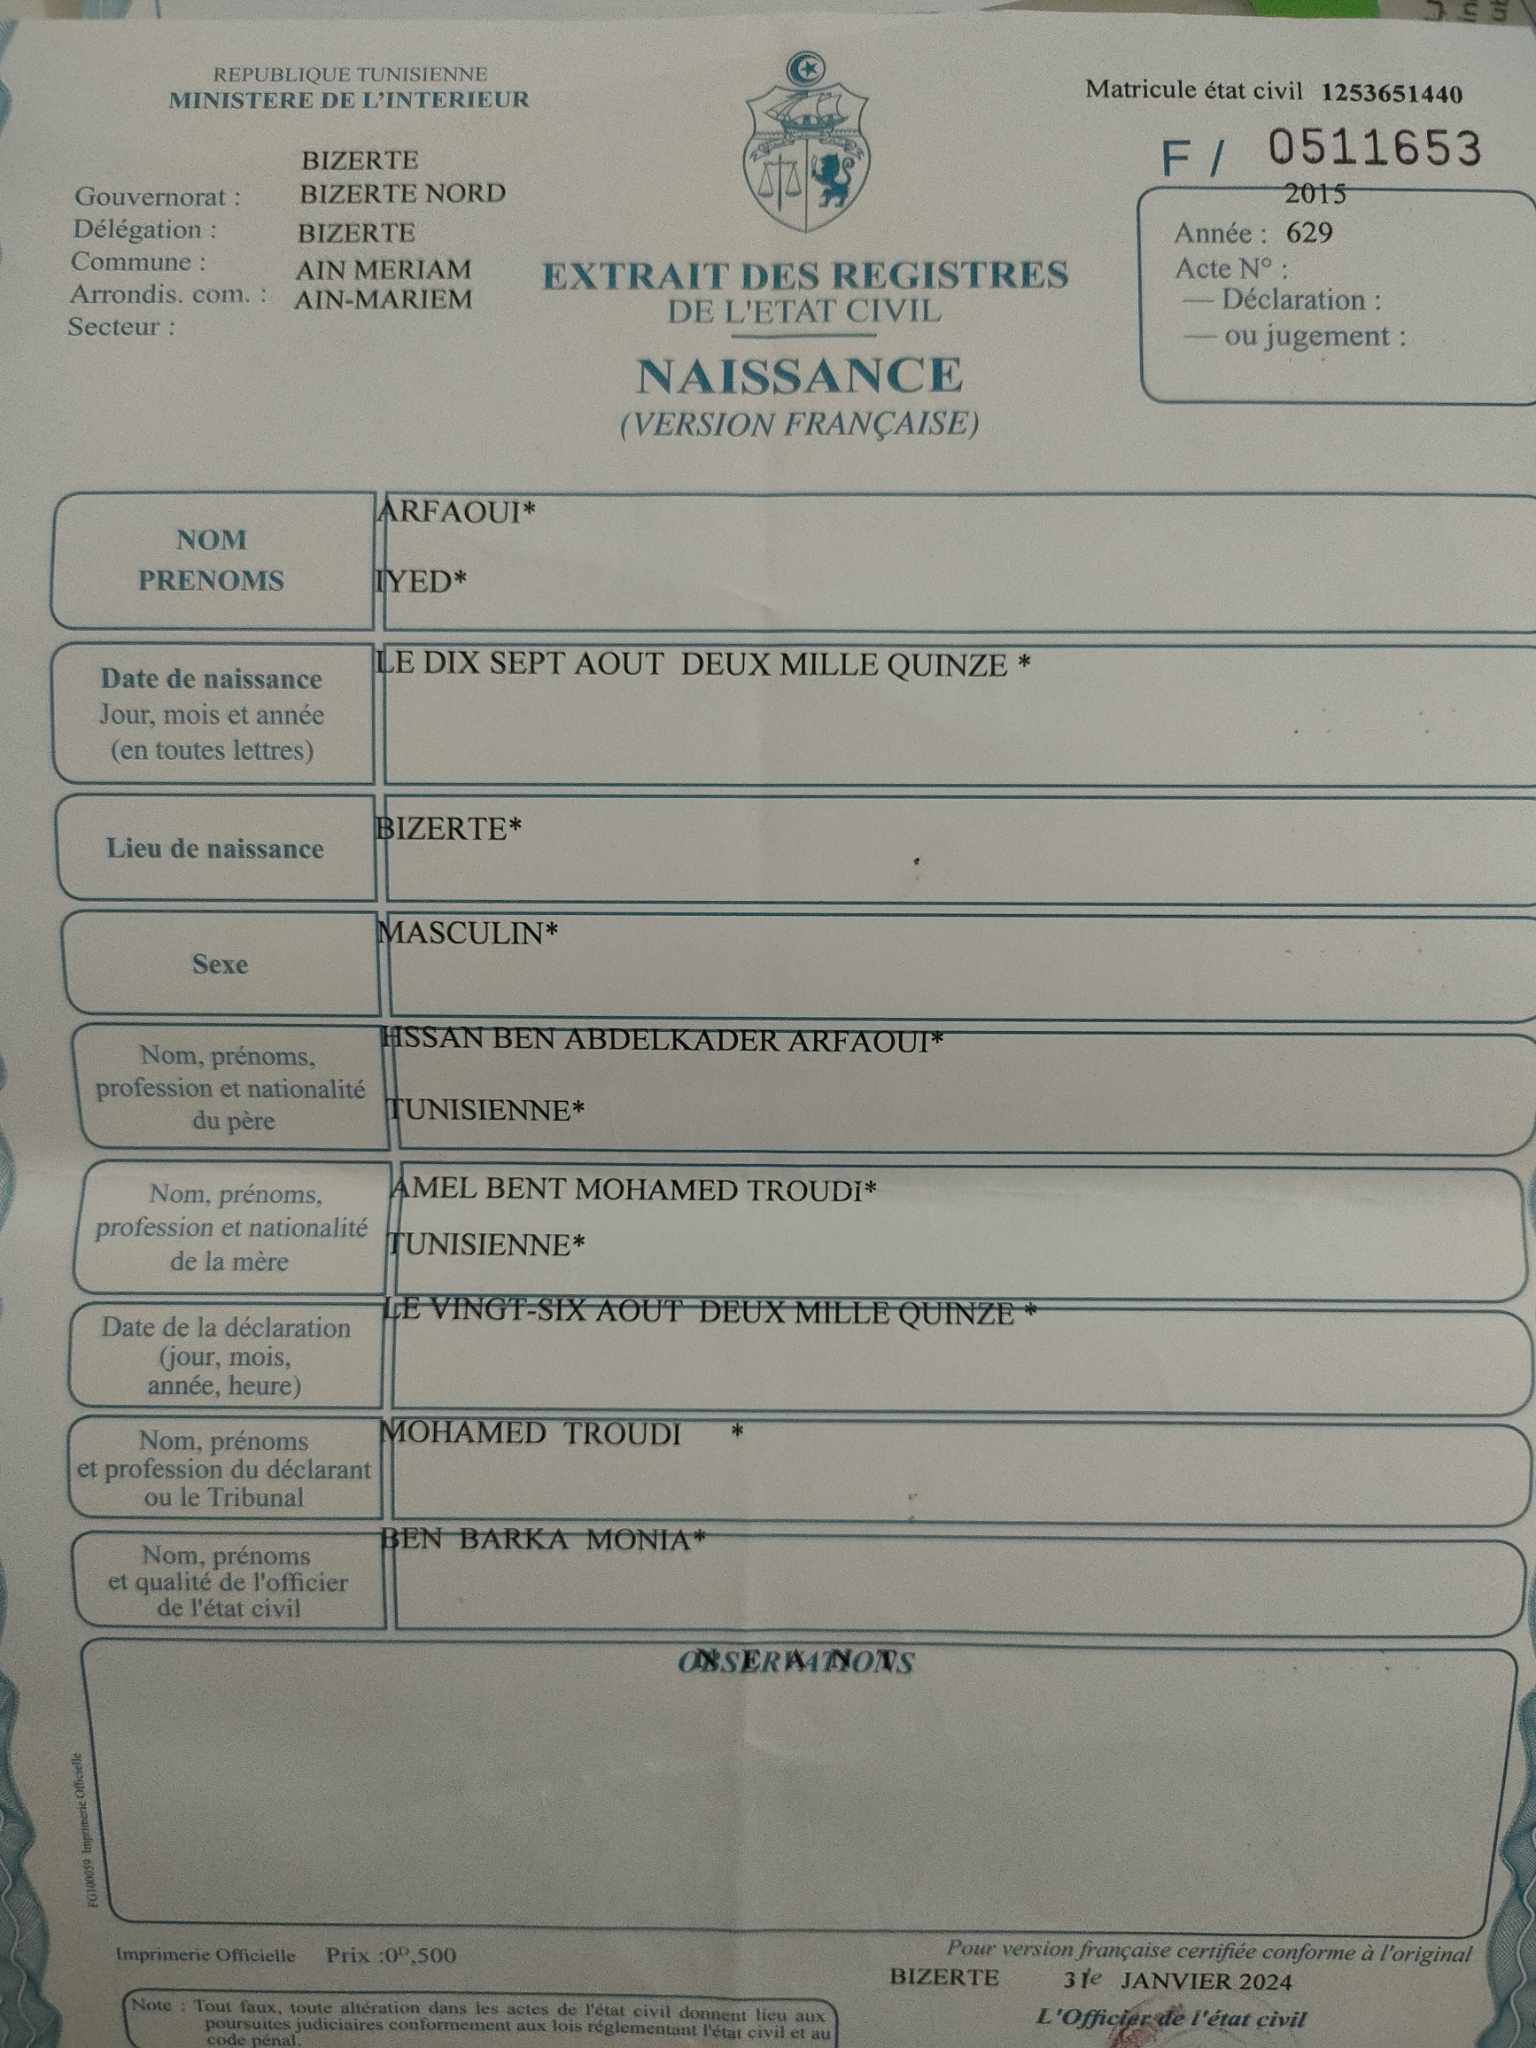 REPUBLIQUE TUNISIENNE
MINISTERE DE L'INTERIEUR
BIZERTE
Gouvernorat : BIZERTE NORD
Délégation : BIZERTE
Commune : AIN MERIAM
Arrondis. com. : AIN-MARIEM
Secteur :
EXTRAIT DES REGISTRES
DE L'ETAT CIVIL
NAISSANCE
(VERSION FRANÇAISE)
Matricule état civil 1253651440
F / 0511653
2015
Année : 629
Acte N° :
— Déclaration :
— ou jugement :
NOM
PRENOMS
ARFAOUI*
IYED*
Date de naissance
Jour, mois et année
(en toutes lettres)
LE DIX SEPT AOUT DEUX MILLE QUINZE *
Lieu de naissance
BIZERTE*
Sexe
MASCULIN*
Nom, prénoms,
profession et nationalité
du père
HSSAN BEN ABDELKADER ARFAOUI*
TUNISIENNE*
Nom, prénoms,
profession et nationalité
de la mère
AMEL BENT MOHAMED TROUDI*
TUNISIENNE*
Date de la déclaration
(jour, mois,
année, heure)
LE VINGT-SIX AOUT DEUX MILLE QUINZE *
Nom, prénoms
et profession du déclarant
ou le Tribunal
MOHAMED TROUDI *
Nom, prénoms
et qualité de l'officier
de l'état civil
BEN BARKA MONIA*
OBSERVATIONS
N E A N T
FG100059 Imprimerie Officielle
Imprimerie Officielle Prix :0ᴰ,500
Pour version française certifiée conforme à l'original
BIZERTE 31 le JANVIER 2024
L'Officier de l'état civil
Note : Tout faux, toute altération dans les actes de l'état civil donnent lieu aux
poursuites judiciaires conformement aux lois réglementant l'état civil et au
code pénal.